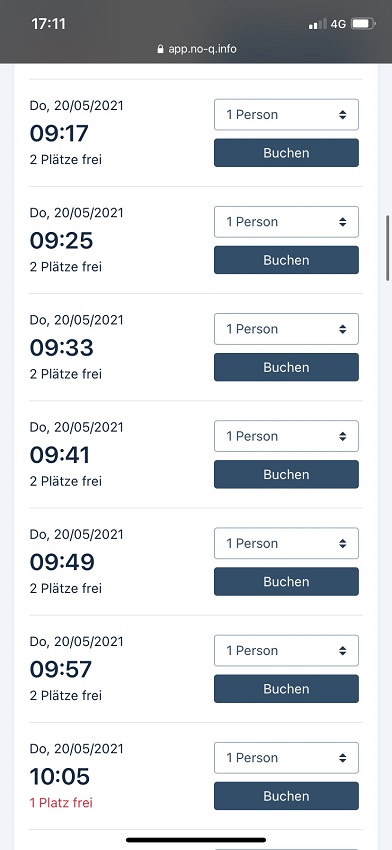 17:11
4G
app.no-q.info
Do, 20/05/2021
09:17
2 Plätze frei
1 Person
Buchen
Do, 20/05/2021
09:25
2 Plätze frei
1 Person
Buchen
Do, 20/05/2021
09:33
2 Plätze frei
1 Person
Buchen
Do, 20/05/2021
09:41
2 Plätze frei
1 Person
Buchen
Do, 20/05/2021
09:49
2 Plätze frei
1 Person
Buchen
Do, 20/05/2021
09:57
2 Plätze frei
1 Person
Buchen
Do, 20/05/2021
10:05
1 Platz frei
1 Person
Buchen